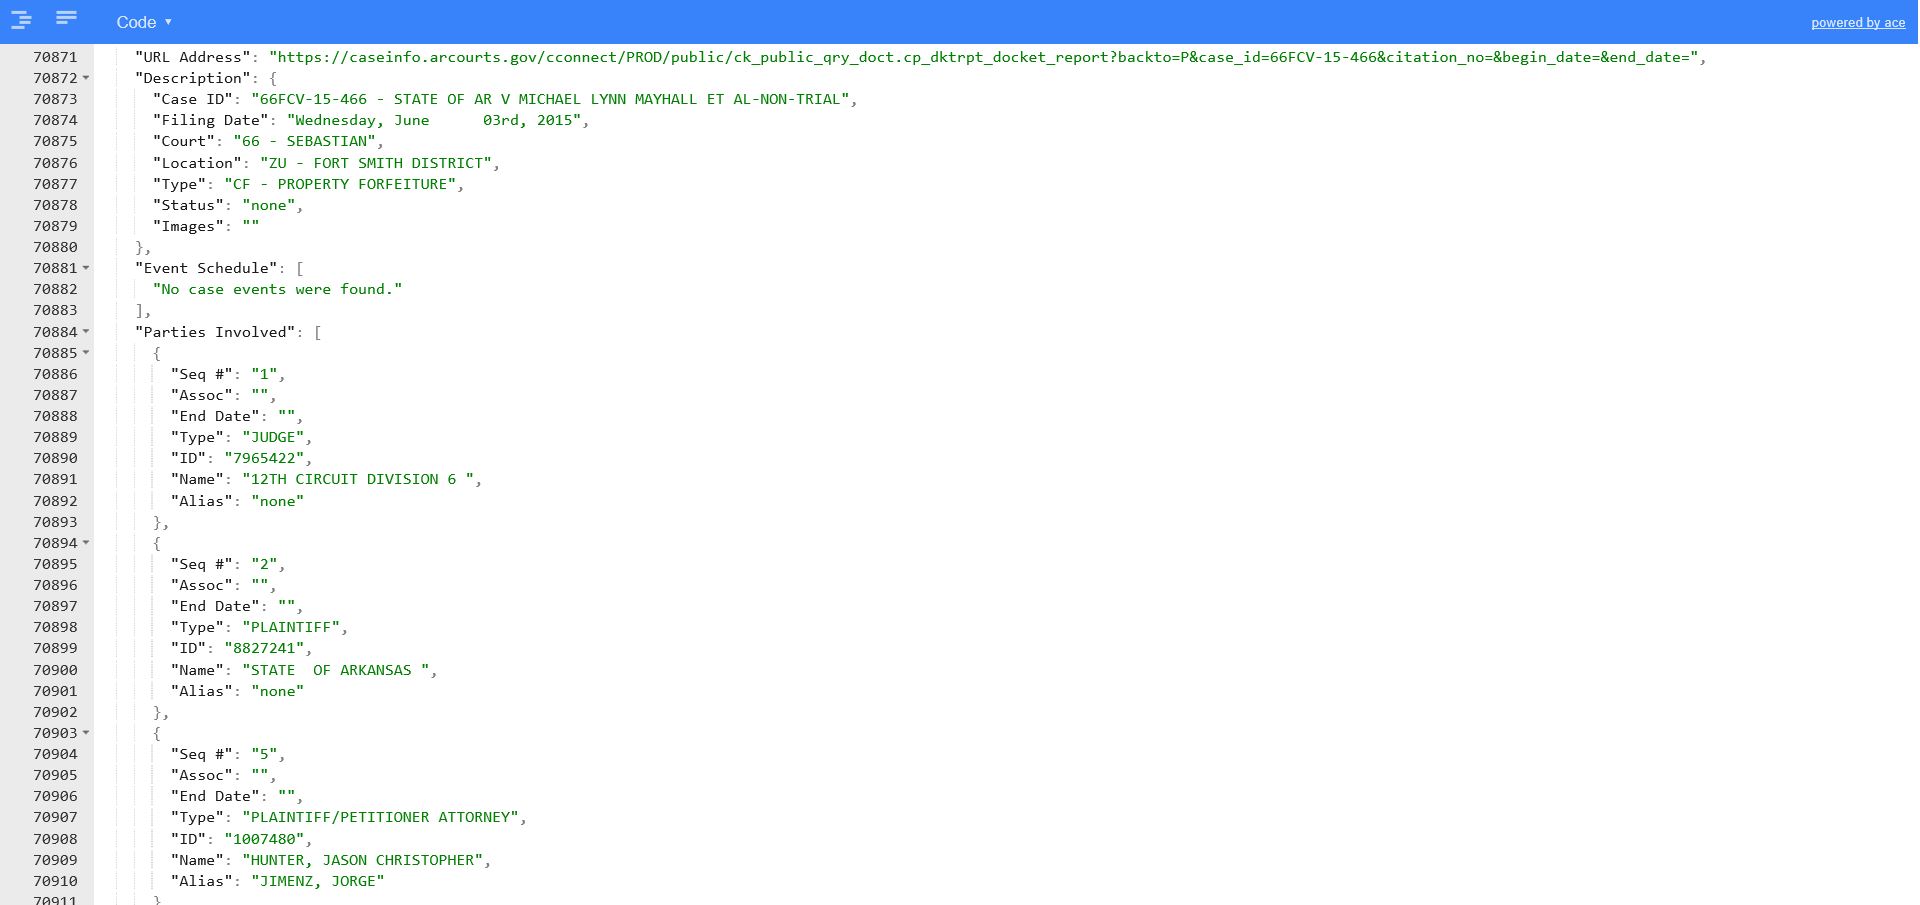 Code ▾ powered by ace
70871 "URL Address": "https://caseinfo.arcourts.gov/cconnect/PROD/public/ck_public_qry_doct.cp_dktrpt_docket_report?backto=P&case_id=66FCV-15-466&citation_no=&begin_date=&end_date=",
70872 "Description": {
70873 "Case ID": "66FCV-15-466 - STATE OF AR V MICHAEL LYNN MAYHALL ET AL-NON-TRIAL",
70874 "Filing Date": "Wednesday, June      03rd, 2015",
70875 "Court": "66 - SEBASTIAN",
70876 "Location": "ZU - FORT SMITH DISTRICT",
70877 "Type": "CF - PROPERTY FORFEITURE",
70878 "Status": "none",
70879 "Images": ""
70880 },
70881 "Event Schedule": [
70882 "No case events were found."
70883 ],
70884 "Parties Involved": [
70885 {
70886 "Seq #": "1",
70887 "Assoc": "",
70888 "End Date": "",
70889 "Type": "JUDGE",
70890 "ID": "7965422",
70891 "Name": "12TH CIRCUIT DIVISION 6 ",
70892 "Alias": "none"
70893 },
70894 {
70895 "Seq #": "2",
70896 "Assoc": "",
70897 "End Date": "",
70898 "Type": "PLAINTIFF",
70899 "ID": "8827241",
70900 "Name": "STATE  OF ARKANSAS ",
70901 "Alias": "none"
70902 },
70903 {
70904 "Seq #": "5",
70905 "Assoc": "",
70906 "End Date": "",
70907 "Type": "PLAINTIFF/PETITIONER ATTORNEY",
70908 "ID": "1007480",
70909 "Name": "HUNTER, JASON CHRISTOPHER",
70910 "Alias": "JIMENZ, JORGE"
70911 }